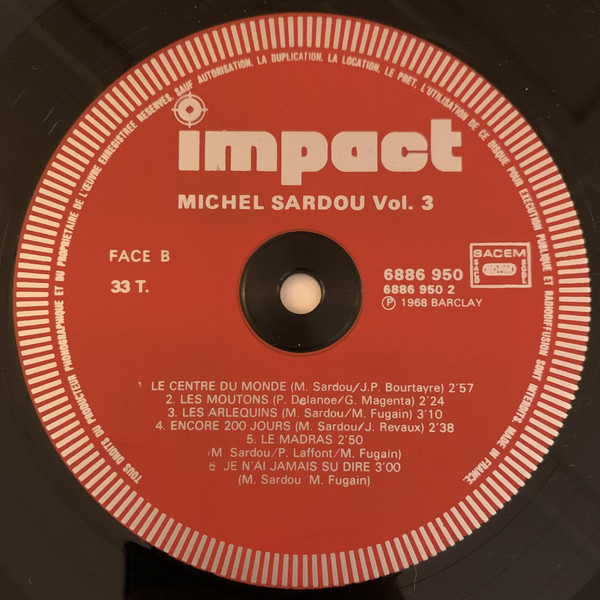 TOUS DROITS DU PRODUCTEUR PHONOGRAPHIQUE ET DU PROPRIETAIRE DE L'ŒUVRE ENREGISTREE RESERVES. SAUF AUTORISATION, LA DUPLICATION, LA LOCATION, LE PRET, L'UTILISATION DE CE DISQUE POUR EXECUTION PUBLIQUE ET RADIODIFFUSION SONT INTERDITS MADE IN FRANCE.
impact
MICHEL SARDOU Vol. 3
FACE B
33 T.
6886 950
6886 950 2
Ⓟ 1968 BARCLAY
SACEM
1 LE CENTRE DU MONDE (M. Sardou/J.P. Bourtayre) 2'57
2. LES MOUTONS (P. Delanoe/G. Magenta) 2'24
3. LES ARLEQUINS (M. Sardou/M. Fugain) 3'10
4. ENCORE 200 JOURS (M. Sardou/J. Revaux) 2'38
5. LE MADRAS 2'50
(M. Sardou/P. Laffont/M. Fugain)
6 JE N'AI JAMAIS SU DIRE 3'00
(M. Sardou M. Fugain)